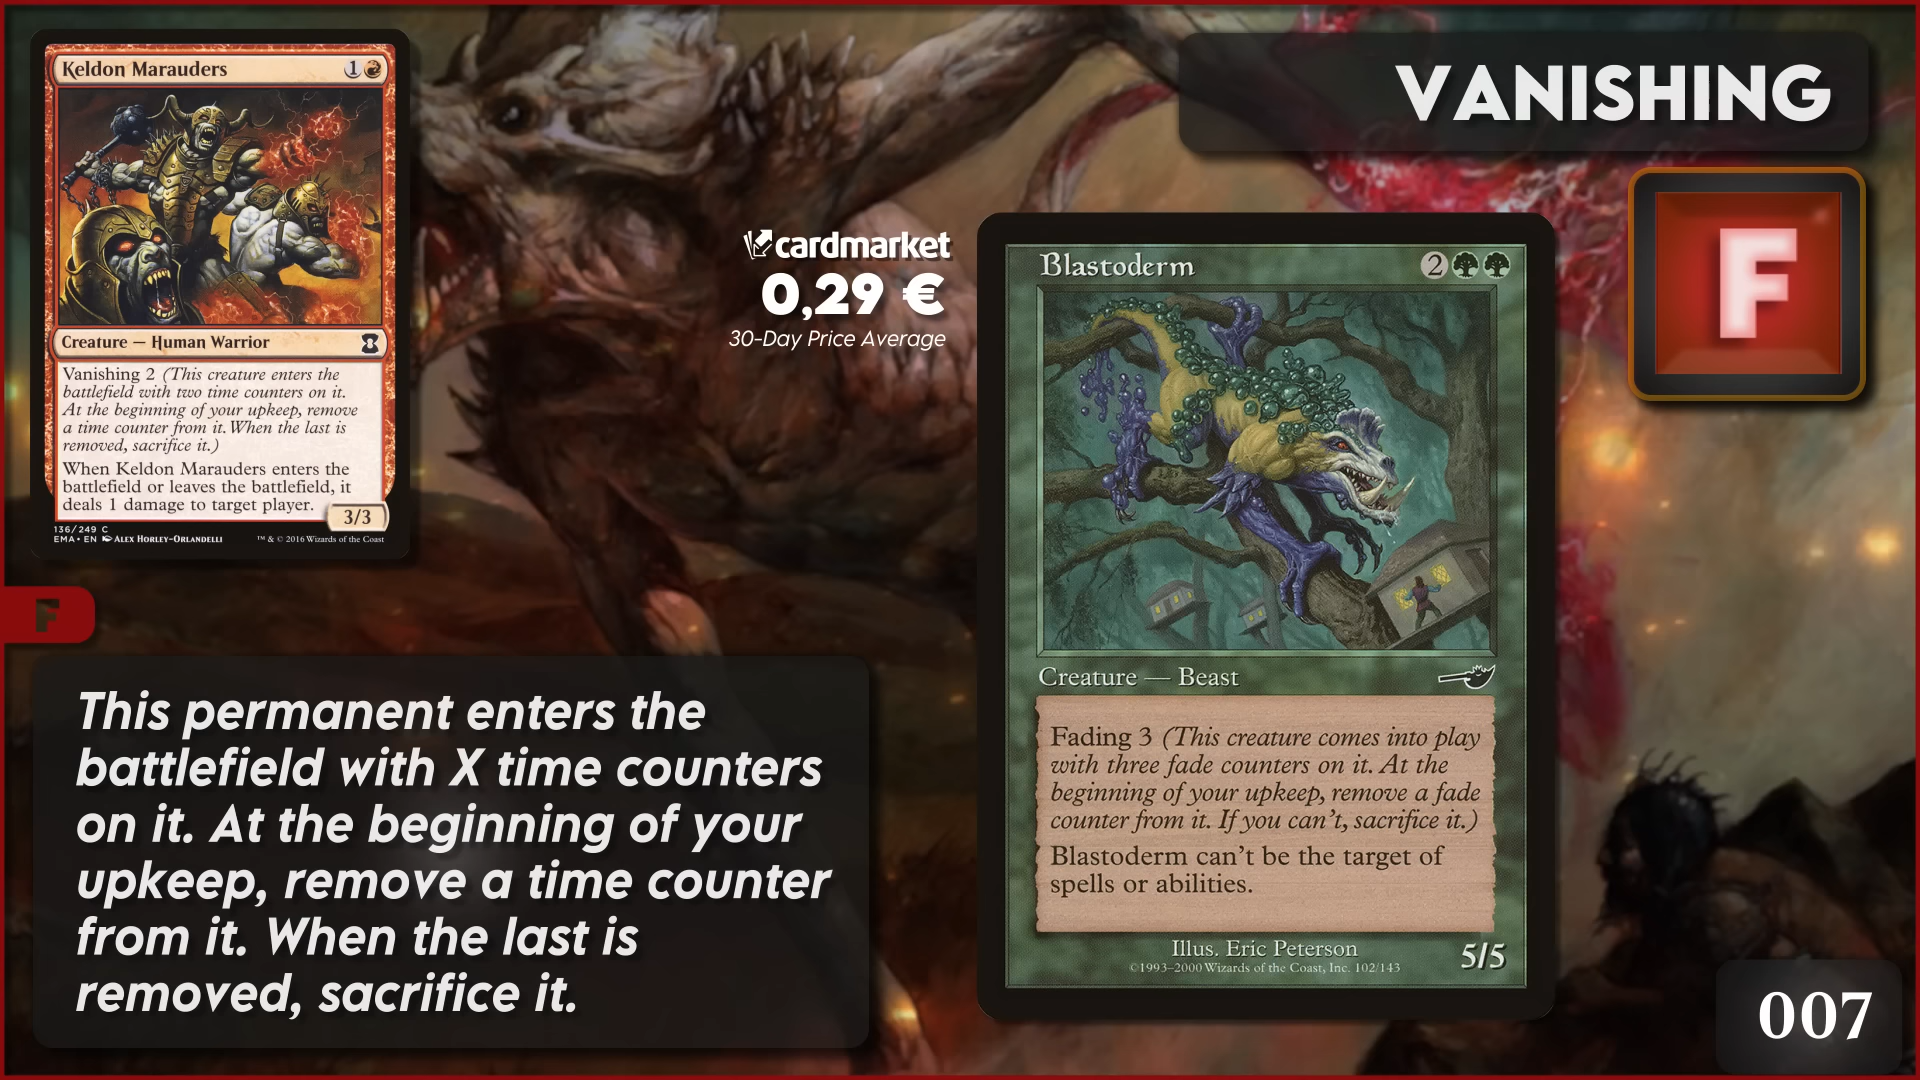 Keldon Marauders
1
Creature — Human Warrior
Vanishing 2 (This creature enters the
battlefield with two time counters on it.
At the beginning of your upkeep, remove
a time counter from it. When the last is
removed, sacrifice it.)
When Keldon Marauders enters the
battlefield or leaves the battlefield, it
deals 1 damage to target player.
3/3
136/249 C
EMA • EN ALEX HORLEY-ORLANDELLI
™ & © 2016 Wizards of the Coast
F
This permanent enters the
battlefield with X time counters
on it. At the beginning of your
upkeep, remove a time counter
from it. When the last is
removed, sacrifice it.
cardmarket
0,29 €
30-Day Price Average
VANISHING
F
Blastoderm
2
Creature — Beast
Fading 3 (This creature comes into play
with three fade counters on it. At the
beginning of your upkeep, remove a fade
counter from it. If you can't, sacrifice it.)
Blastoderm can't be the target of
spells or abilities.
Illus. Eric Peterson
©1993–2000 Wizards of the Coast, Inc. 102/143
5/5
007